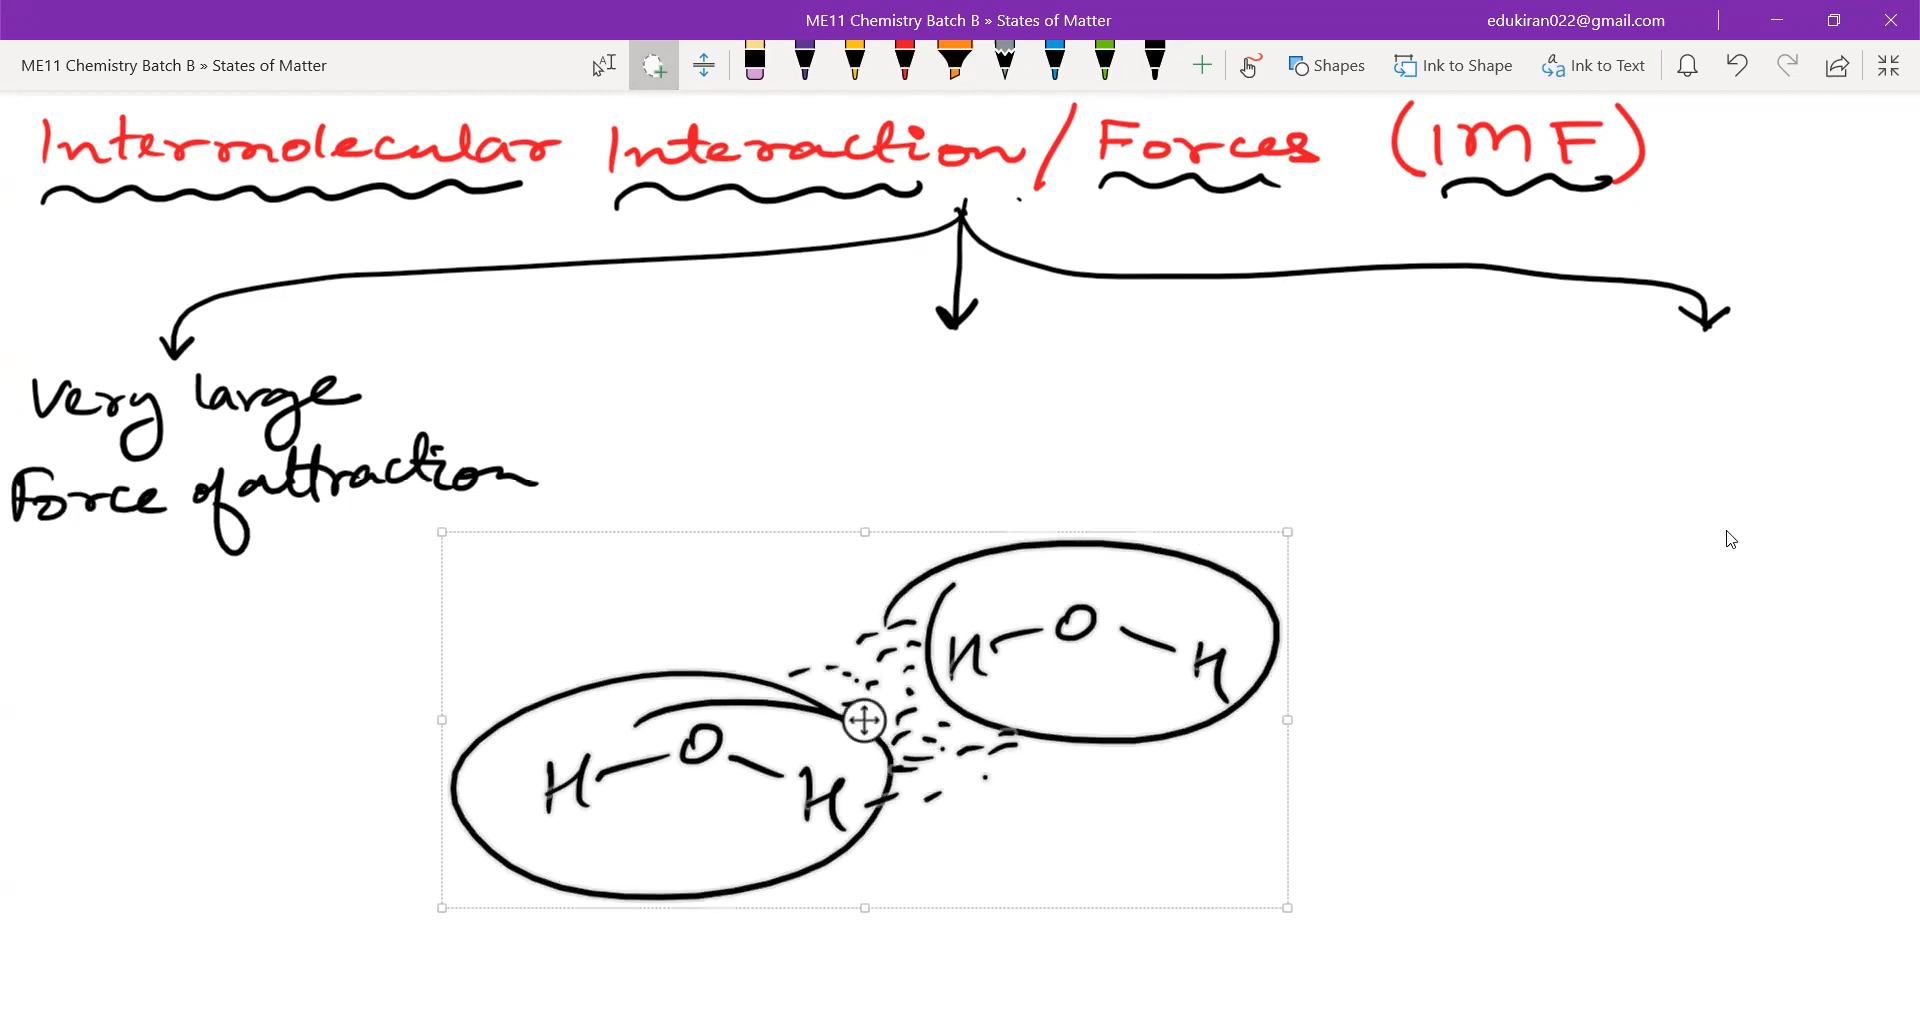 ME11 Chemistry Batch B » States of Matter
edukiran022@gmail.com
ME11 Chemistry Batch B » States of Matter
Shapes
Ink to Shape
Ink to Text
Intermolecular Interaction / Forces (IMF)
Very large
Force of attraction
H - O - H
H - O - H